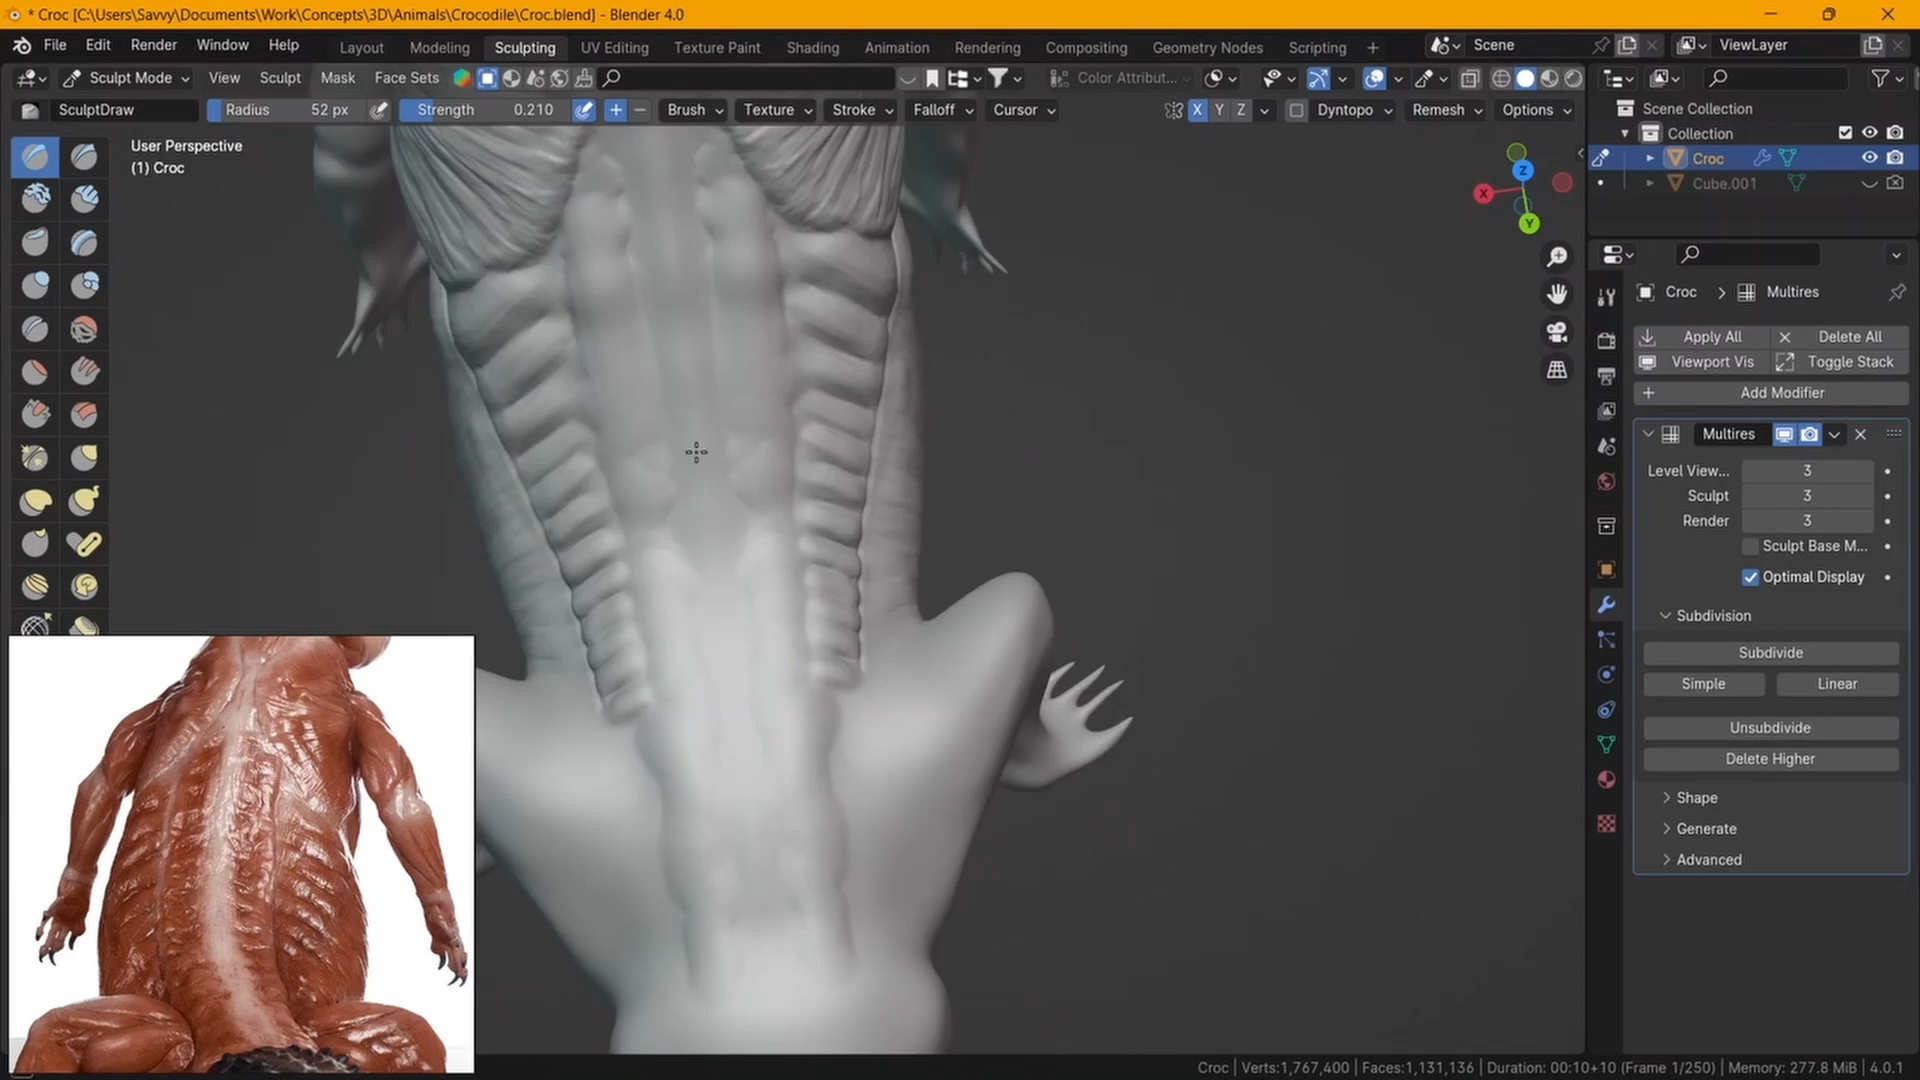 * Croc [C:\Users\Savvy\Documents\Work\Concepts\3D\Animals\Crocodile\Croc.blend] - Blender 4.0
File Edit Render Window Help Layout Modeling Sculpting UV Editing Texture Paint Shading Animation Rendering Compositing Geometry Nodes Scripting + Scene ViewLayer
Sculpt Mode View Sculpt Mask Face Sets Color Attribut...
SculptDraw Radius 52 px Strength 0.210 + − Brush Texture Stroke Falloff Cursor X Y Z Dyntopo Remesh Options
User Perspective
(1) Croc
Z
X
Y
Scene Collection
Collection
Croc
Cube.001
Croc > Multires
Apply All Delete All
Viewport Vis Toggle Stack
Add Modifier
Multires
Level View... 3
Sculpt 3
Render 3
Sculpt Base M...
Optimal Display
Subdivision
Subdivide
Simple Linear
Unsubdivide
Delete Higher
Shape
Generate
Advanced
Croc | Verts:1,767,400 | Faces:1,131,136 | Duration: 00:10+10 (Frame 1/250) | Memory: 277.8 MiB | 4.0.1